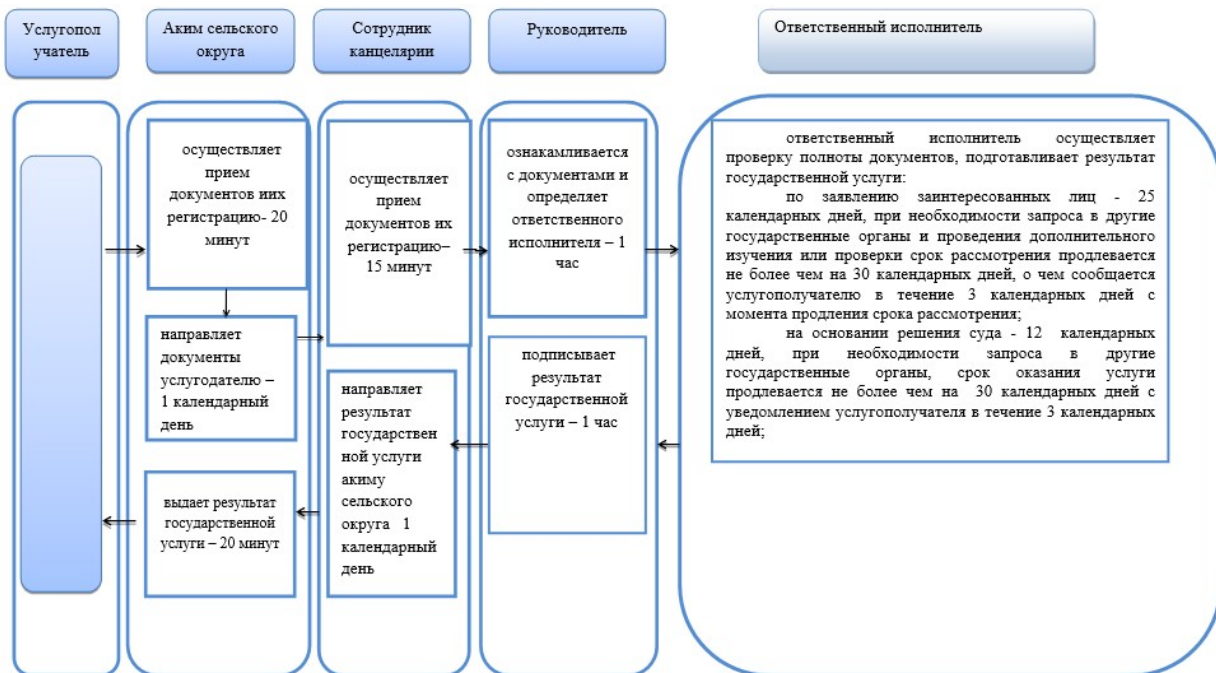 Услугопол
учатель
Аким сельского
округа
Сотрудник
канцелярии
Руководитель
Ответственный исполнитель
осуществляет
прием
документов иих
регистрацию- 20
минут
направляет
документы
услугодателю –
1 календарный
день
выдает результат
государственной
услуги – 20 минут
осуществляет
прием
документов их
регистрацию–
15 минут
направляет
результат
государствен
ной услуги
акиму
сельского
округа 1
календарный
день
ознакамливается
с документами и
определяет
ответственного
исполнителя – 1
час
подписывает
результат
государственной
услуги – 1 час
ответственный исполнитель осуществляет
проверку полноты документов, подготавливает результат
государственной услуги:
по заявлению заинтересованных лиц - 25
календарных дней, при необходимости запроса в другие
государственные органы и проведения дополнительного
изучения или проверки срок рассмотрения продлевается
не более чем на 30 календарных дней, о чем сообщается
услугополучателю в течение 3 календарных дней с
момента продления срока рассмотрения;
на основании решения суда - 12 календарных
дней, при необходимости запроса в другие
государственные органы, срок оказания услуги
продлевается не более чем на 30 календарных дней с
уведомлением услугополучателя в течение 3 календарных
дней;